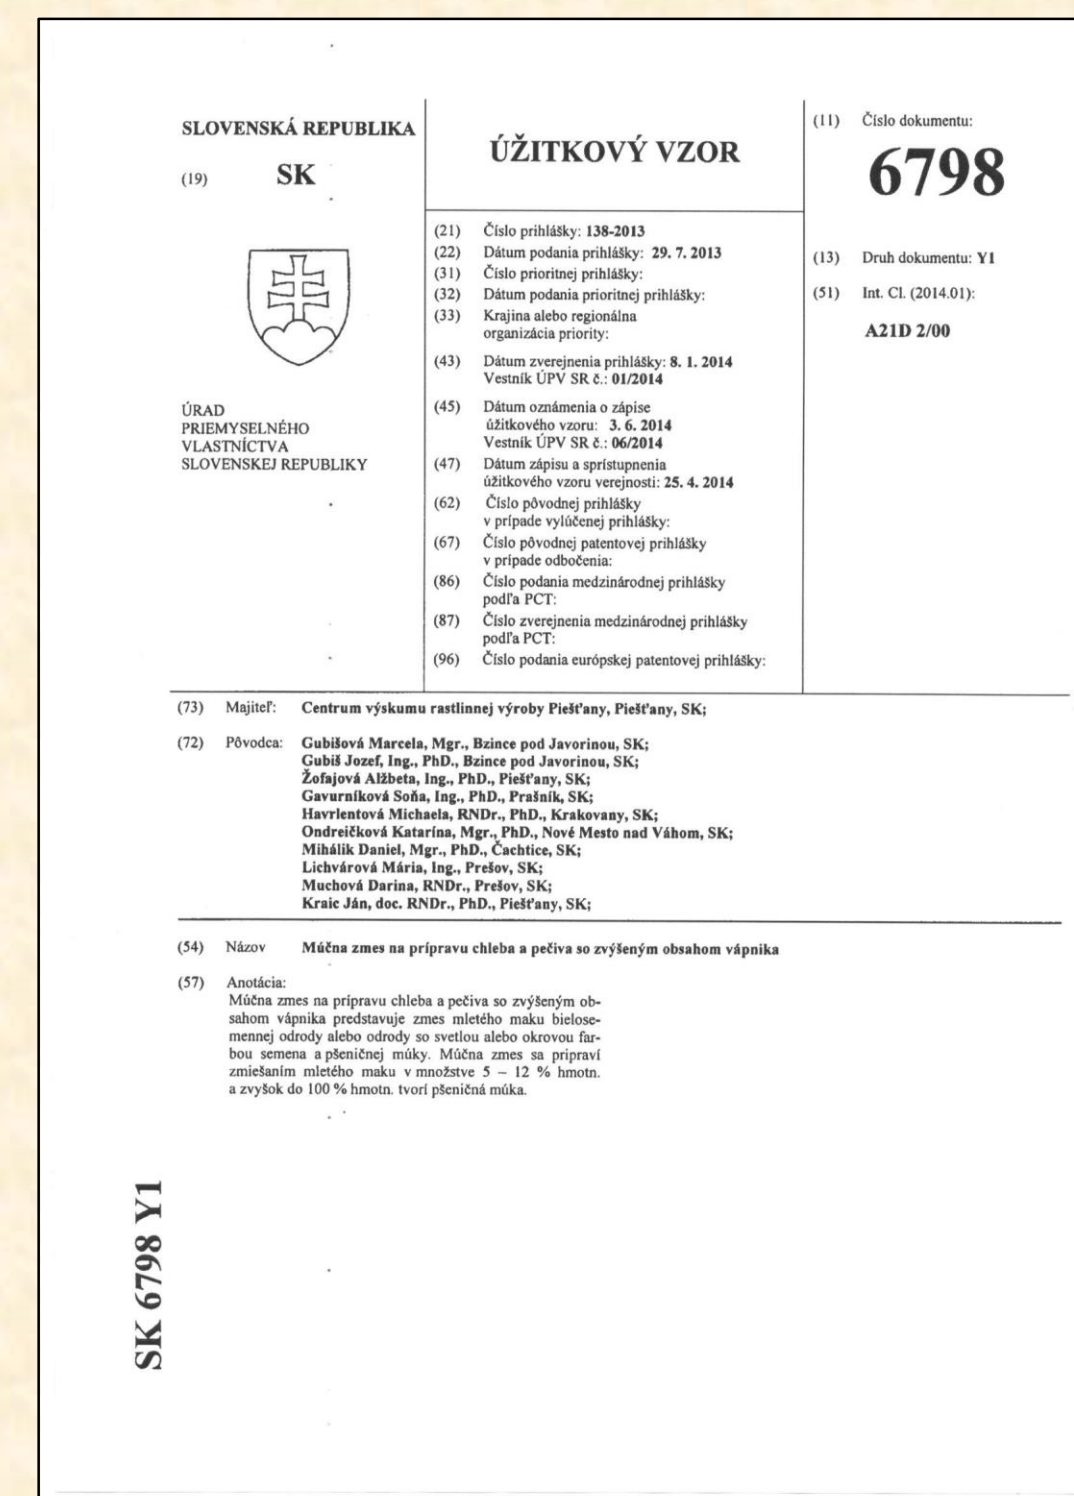 SLOVENSKÁ REPUBLIKA
(19) SK
ÚRAD
PRIEMYSELNÉHO
VLASTNÍCTVA
SLOVENSKEJ REPUBLIKY
ÚŽITKOVÝ VZOR
(21) Číslo prihlášky: 138-2013
(22) Dátum podania prihlášky: 29. 7. 2013
(31) Číslo prioritnej prihlášky:
(32) Dátum podania prioritnej prihlášky:
(33) Krajina alebo regionálna
organizácia priority:
(43) Dátum zverejnenia prihlášky: 8. 1. 2014
Vestník ÚPV SR č.: 01/2014
(45) Dátum oznámenia o zápise
úžitkového vzoru: 3. 6. 2014
Vestník ÚPV SR č.: 06/2014
(47) Dátum zápisu a sprístupnenia
úžitkového vzoru verejnosti: 25. 4. 2014
(62) Číslo pôvodnej prihlášky
v prípade vylúčenej prihlášky:
(67) Číslo pôvodnej patentovej prihlášky
v prípade odbočenia:
(86) Číslo podania medzinárodnej prihlášky
podľa PCT:
(87) Číslo zverejnenia medzinárodnej prihlášky
podľa PCT:
(96) Číslo podania európskej patentovej prihlášky:
(11) Číslo dokumentu:
6798
(13) Druh dokumentu: Y1
(51) Int. Cl. (2014.01):
A21D 2/00
(73) Majiteľ: Centrum výskumu rastlinnej výroby Piešťany, Piešťany, SK;
(72) Pôvodca: Gubišová Marcela, Mgr., Bzince pod Javorinou, SK;
Gubiš Jozef, Ing., PhD., Bzince pod Javorinou, SK;
Žofajová Alžbeta, Ing., PhD., Piešťany, SK;
Gavurníková Soňa, Ing., PhD., Prašník, SK;
Havrlentová Michaela, RNDr., PhD., Krakovany, SK;
Ondreičková Katarína, Mgr., PhD., Nové Mesto nad Váhom, SK;
Mihálik Daniel, Mgr., PhD., Čachtice, SK;
Lichvárová Mária, Ing., Prešov, SK;
Muchová Darina, RNDr., Prešov, SK;
Kraic Ján, doc. RNDr., PhD., Piešťany, SK;
(54) Názov Múčna zmes na prípravu chleba a pečiva so zvýšeným obsahom vápnika
(57) Anotácia:
Múčna zmes na prípravu chleba a pečiva so zvýšeným ob-
sahom vápnika predstavuje zmes mletého maku bielose-
mennej odrody alebo odrody so svetlou alebo okrovou far-
bou semena a pšeničnej múky. Múčna zmes sa pripraví
zmiešaním mletého maku v množstve 5 – 12 % hmotn.
a zvyšok do 100 % hmotn. tvorí pšeničná múka.
SK 6798 Y1